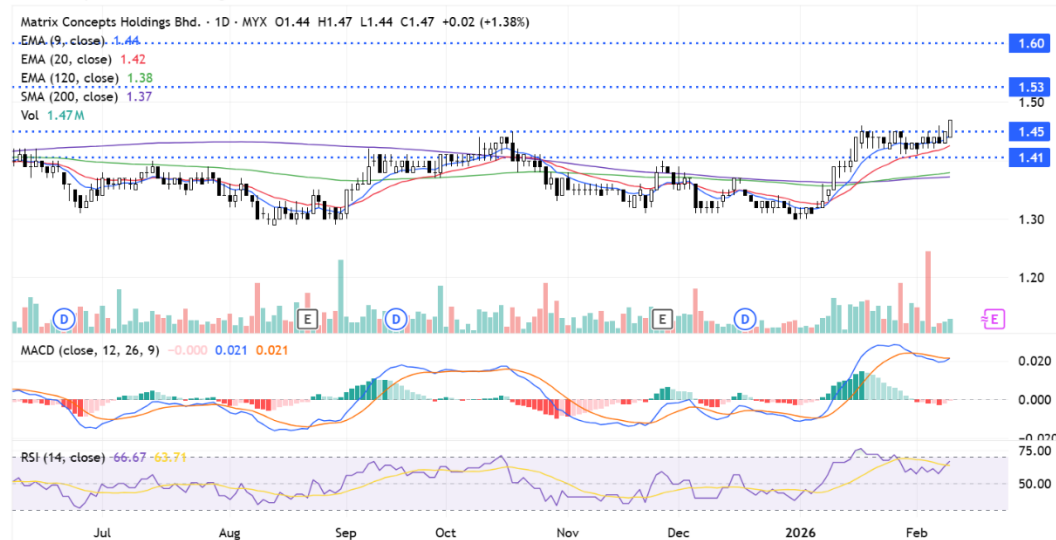 Matrix Concepts Holdings Bhd. · 1D · MYX O1.44 H1.47 L1.44 C1.47 +0.02 (+1.38%)
EMA (9, close) 1.44
EMA (20, close) 1.42
EMA (120, close) 1.38
SMA (200, close) 1.37
Vol 1.47M
1.60
1.53
1.50
1.45
1.41
1.30
1.20
D
E
D
E
D
≈E
MACD (close, 12, 26, 9) −0.000 0.021 0.021
0.020
0.000
−0.020
RSI (14, close) 66.67 63.71
75.00
50.00
Jul Aug Sep Oct Nov Dec 2026 Feb